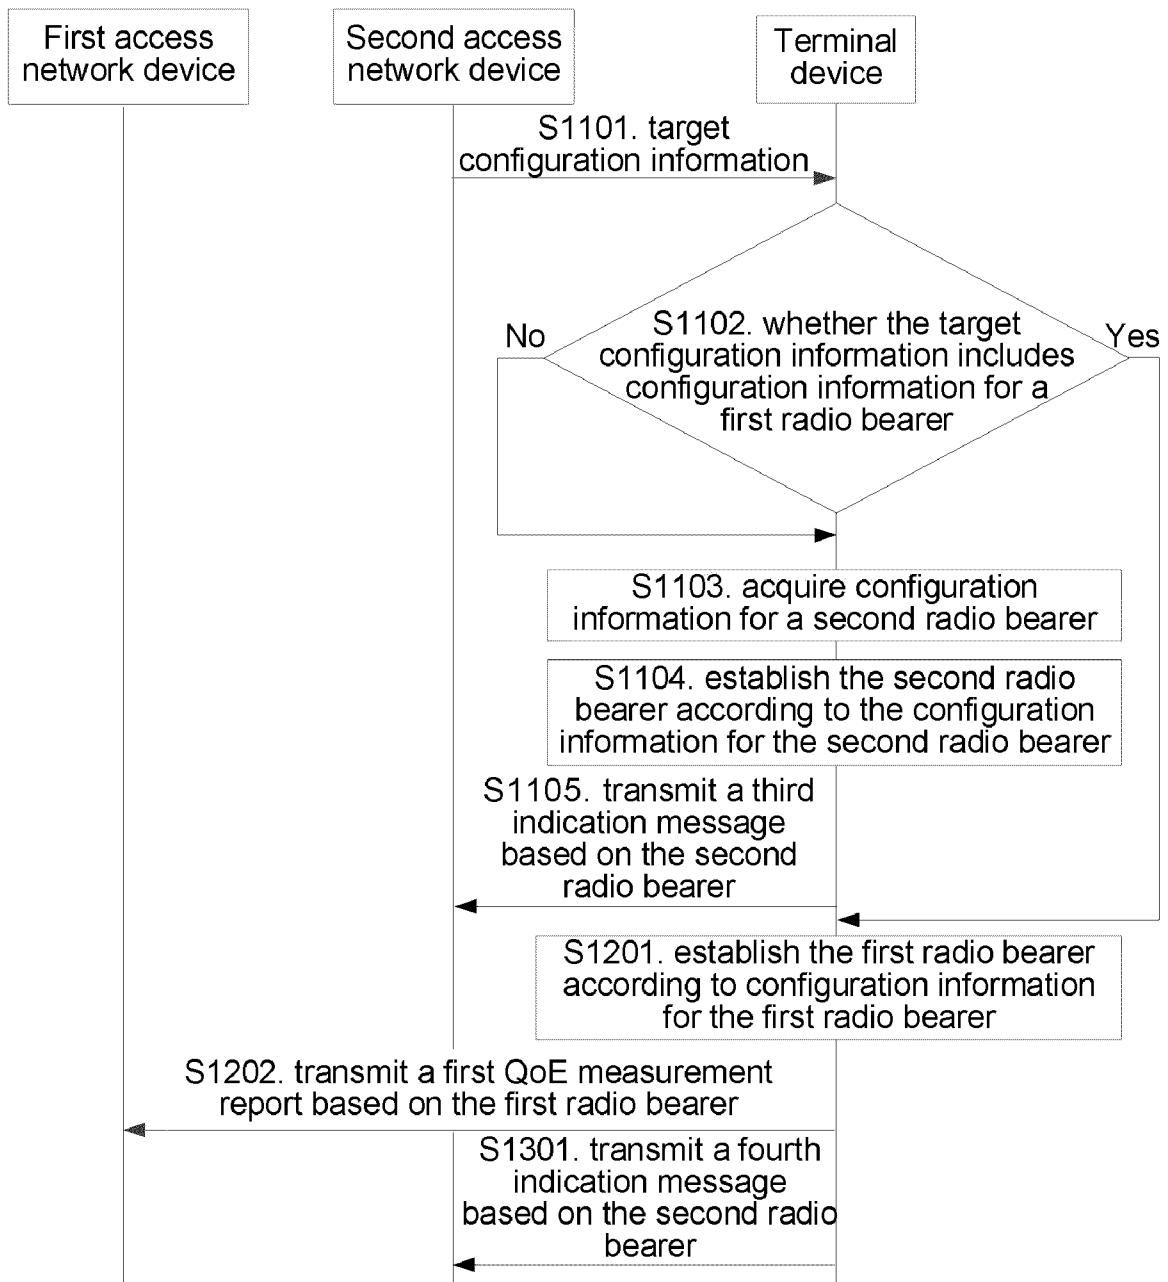 First access
network device
Second access
network device
Terminal
device
S1101. target
configuration information
No
S1102. whether the target
configuration information includes
configuration information for a
first radio bearer
Yes
S1103. acquire configuration
information for a second radio bearer
S1104. establish the second radio
bearer according to the configuration
information for the second radio bearer
S1105. transmit a third
indication message
based on the second
radio bearer
S1201. establish the first radio bearer
according to configuration information
for the first radio bearer
S1202. transmit a first QoE measurement
report based on the first radio bearer
S1301. transmit a fourth
indication message
based on the second radio
bearer